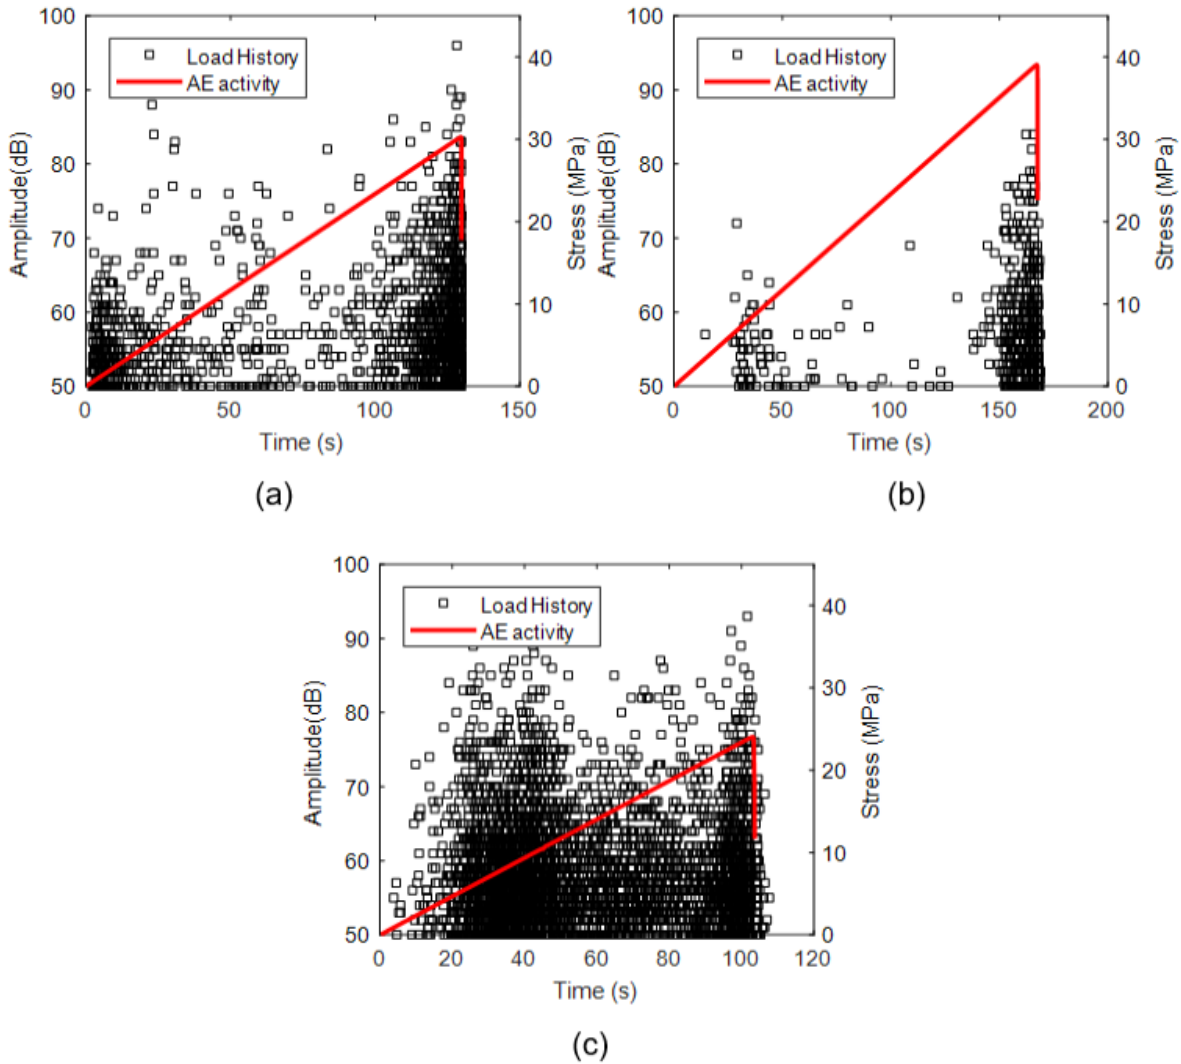 100
90
80
70
60
50
Amplitude(dB)
Load History
AE activity
40
30
20
10
0
Stress (MPa)
0 50 100 150
Time (s)
(a)
100
90
80
70
60
50
Amplitude(dB)
Load History
AE activity
40
30
20
10
0
Stress (MPa)
0 50 100 150 200
Time (s)
(b)
100
90
80
70
60
50
Amplitude(dB)
Load History
AE activity
40
30
20
10
0
Stress (MPa)
0 20 40 60 80 100 120
Time (s)
(c)